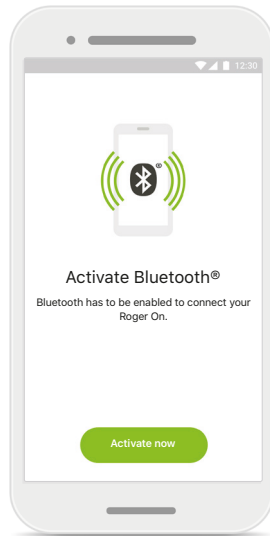 12:30
®
Activate Bluetooth®
Bluetooth has to be enabled to connect your
Roger On.
Activate now